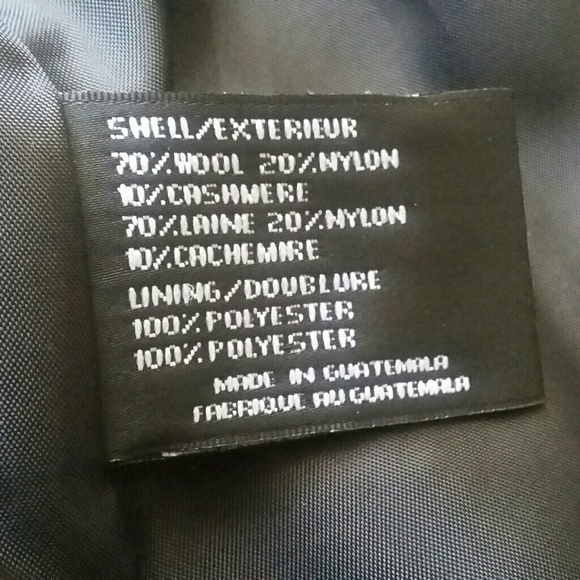 SHELL/EXTERIEUR
70% WOOL 20% NYLON
10% CASHMERE
70% LAINE 20% NYLON
10% CACHEMIRE
LINING/DOUBLURE
100% POLYESTER
100% POLYESTER
MADE IN GUATEMALA
FABRIQUE AU GUATEMALA